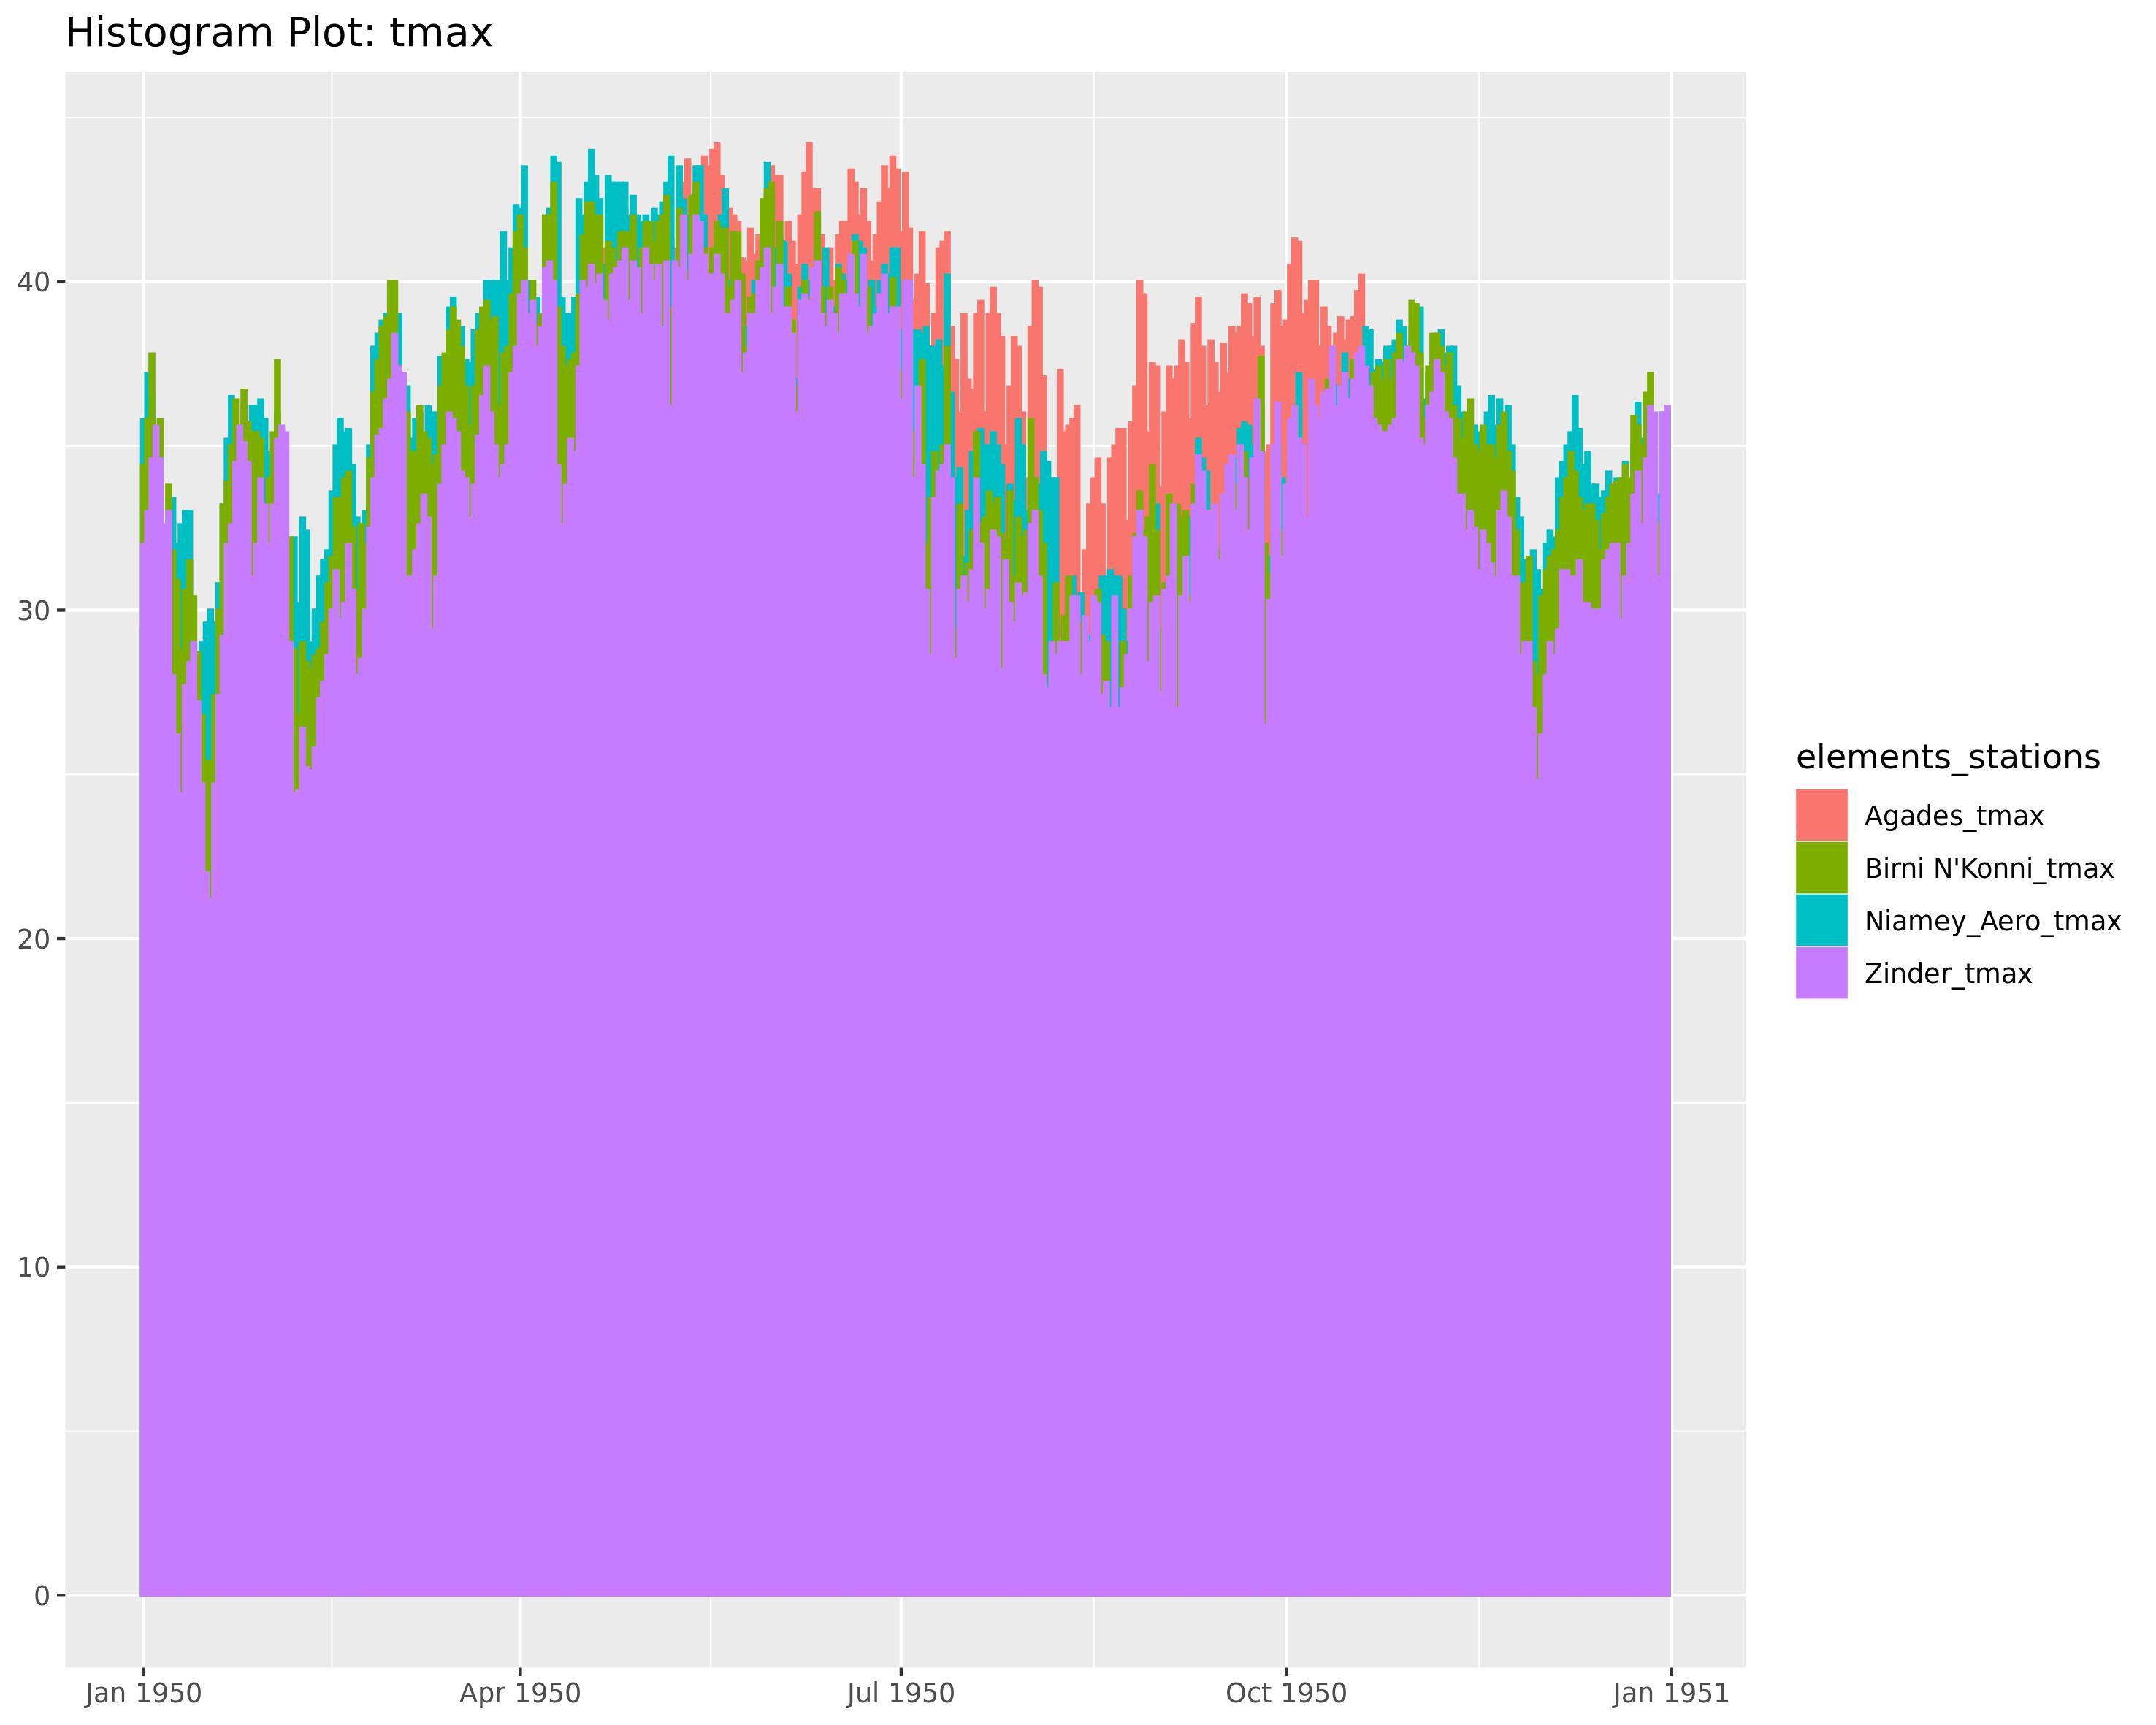 Histogram Plot: tmax
40
30
20
10
0
Jan 1950
Apr 1950
Jul 1950
Oct 1950
Jan 1951
elements_stations
Agades_tmax
Birni N'Konni_tmax
Niamey_Aero_tmax
Zinder_tmax